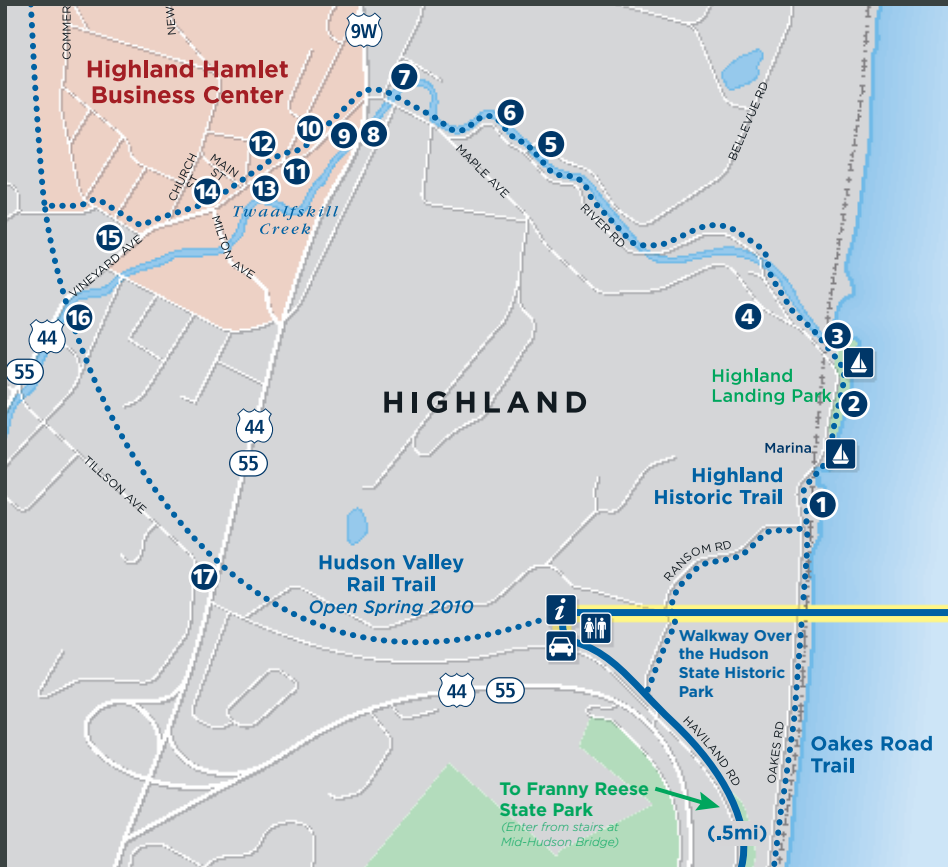 COMMER
NEW
9W
Highland Hamlet
Business Center
7
6
10
12
9
8
5
11
MAPLE AVE
BELLEVUE RD
CHURCH
ST
MAIN
ST
14
13
Twaalfskill
Creek
RIVER RD
15
VINEYARD AVE
MILTON AVE
16
4
3
44
55
HIGHLAND
Highland
Landing Park
2
44
55
Marina
TILLSON AVE
Highland
Historic Trail
1
RANSOM RD
17
Hudson Valley
Rail Trail
Open Spring 2010
i
Walkway Over
the Hudson
State Historic
Park
44
55
HAVILAND RD
OAKES RD
Oakes Road
Trail
To Franny Reese
State Park
(Enter from stairs at
Mid-Hudson Bridge)
(.5mi)